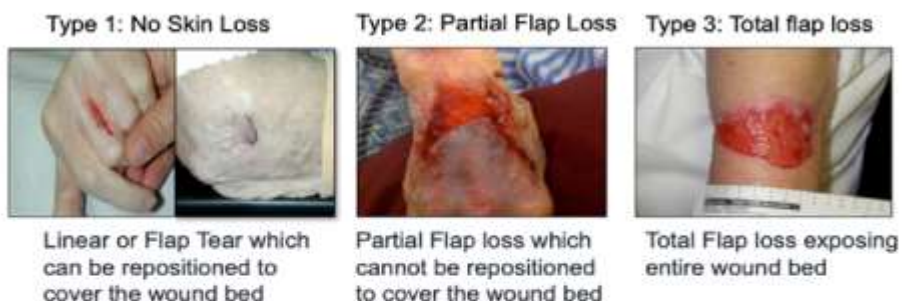 Type 1: No Skin Loss
Type 2: Partial Flap Loss
Type 3: Total flap loss
Linear or Flap Tear which
can be repositioned to
cover the wound bed
Partial Flap loss which
cannot be repositioned
to cover the wound bed
Total Flap loss exposing
entire wound bed